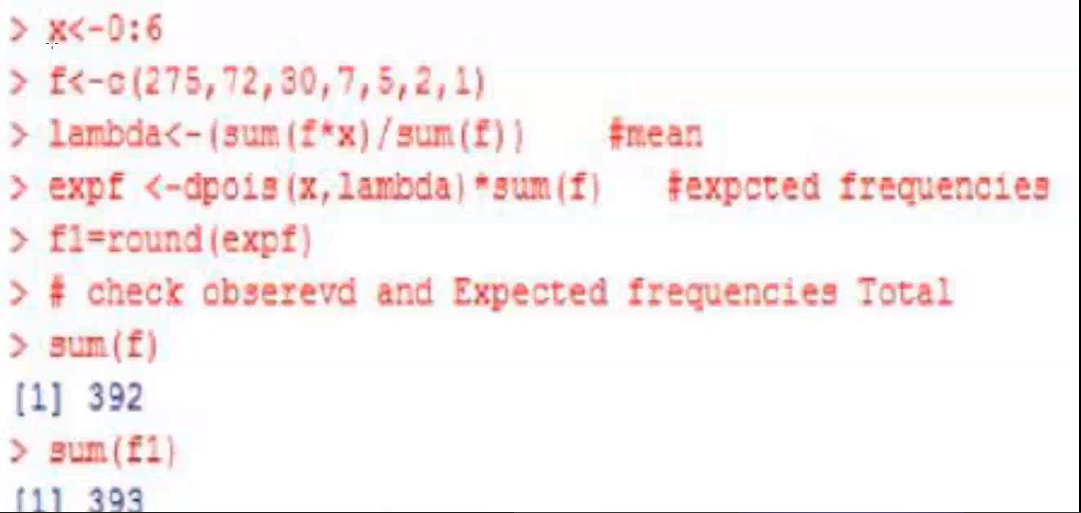 > x<-0:6
> f<-c(275,72,30,7,5,2,1)
> lambda<-(sum(f*x)/sum(f)) #mean
> expf <-dpois(x,lambda)*sum(f) #expcted frequencies
> f1=round(expf)
> # check obserevd and Expected frequencies Total
> sum(f)
[1] 392
> sum(f1)
[1] 393